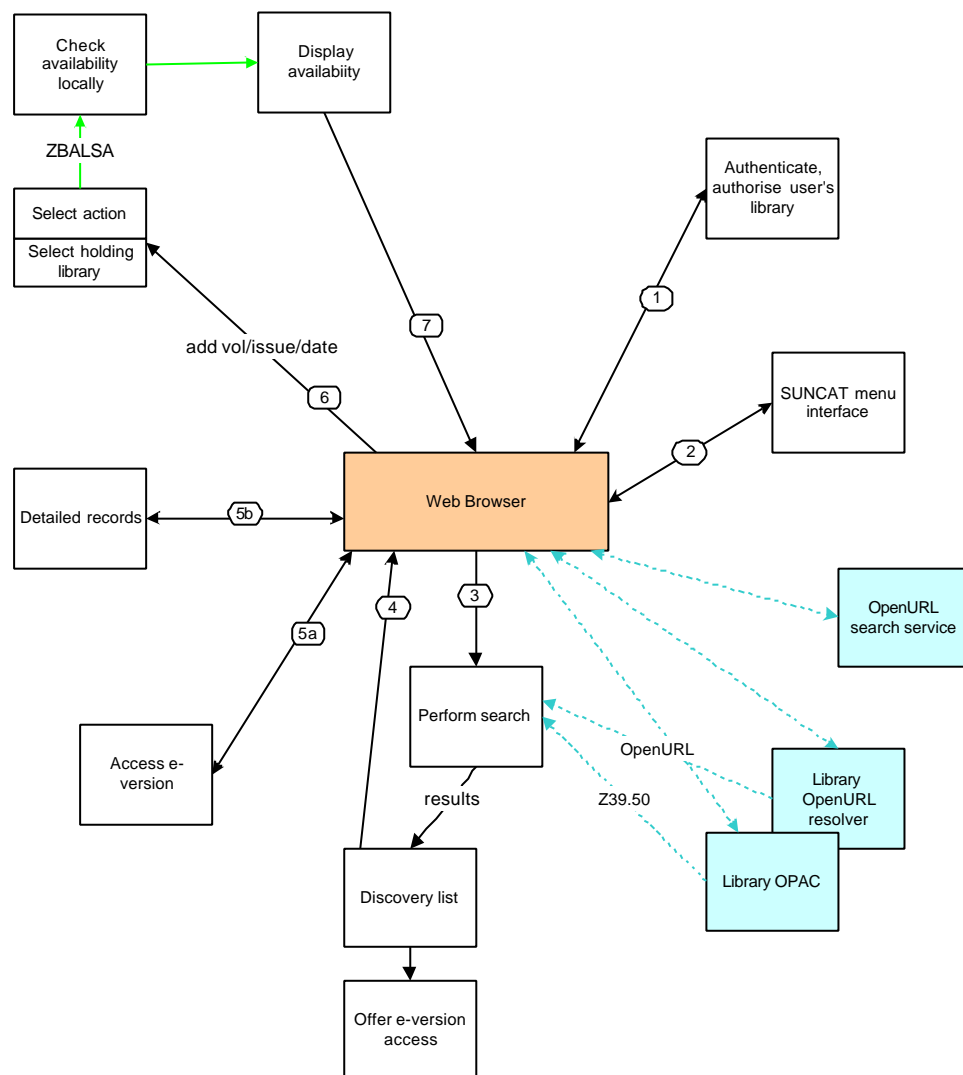 Check
availability
locally
Display
availabiity
ZBALSA
Authenticate,
authorise user's
library
Select action
Select holding
library
1
7
add vol/issue/date
6
SUNCAT menu
interface
2
Detailed records
5b
Web Browser
3
4
OpenURL
search service
5a
Perform search
Access e-
version
OpenURL
Library
OpenURL
resolver
results
Z39.50
Discovery list
Library OPAC
Offer e-version
access